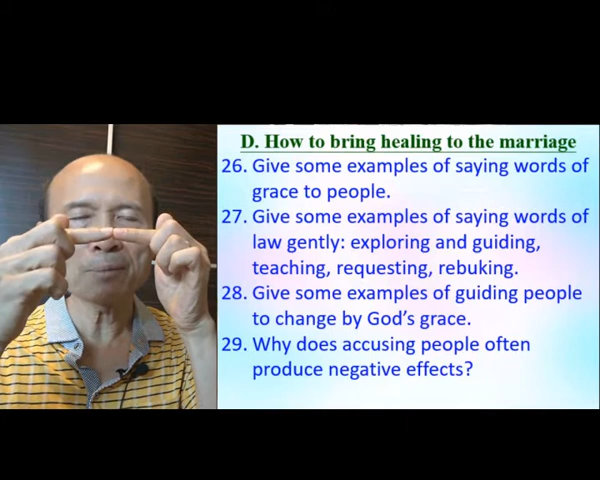 D. How to bring healing to the marriage
26. Give some examples of saying words of
grace to people.
27. Give some examples of saying words of
law gently: exploring and guiding,
teaching, requesting, rebuking.
28. Give some examples of guiding people
to change by God's grace.
29. Why does accusing people often
produce negative effects?